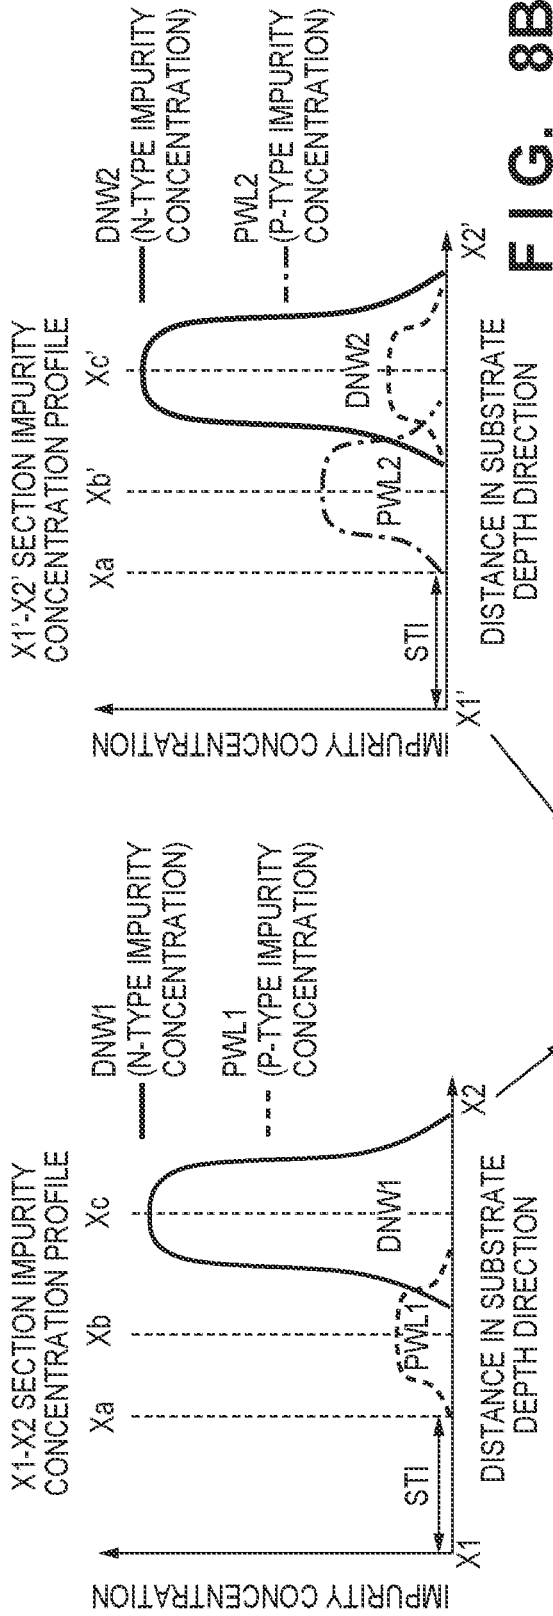 FIG. 8B
X1-X2 SECTION IMPURITY
CONCENTRATION PROFILE
Xa
Xb
Xc
DNW1
(N-TYPE IMPURITY
CONCENTRATION)
PWL1
(P-TYPE IMPURITY
CONCENTRATION)
IMPURITY CONCENTRATION
STI
PWL1
DNW1
X1
X2
DISTANCE IN SUBSTRATE
DEPTH DIRECTION
X1'-X2' SECTION IMPURITY
CONCENTRATION PROFILE
Xa
Xb'
Xc'
DNW2
(N-TYPE IMPURITY
CONCENTRATION)
PWL2
(P-TYPE IMPURITY
CONCENTRATION)
IMPURITY CONCENTRATION
STI
PWL2
DNW2
X1'
X2'
DISTANCE IN SUBSTRATE
DEPTH DIRECTION